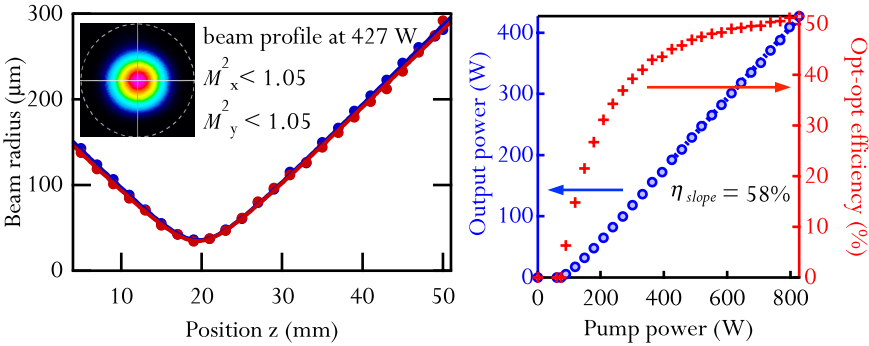 300
200
100
0
10
20
30
40
50
Beam radius (μm)
Position z (mm)
beam profile at 427 W
M²x < 1.05
M²y < 1.05
400
300
200
100
0
0
200
400
600
800
50
40
30
20
10
0
Output power (W)
Pump power (W)
Opt-opt efficiency (%)
η slope = 58%